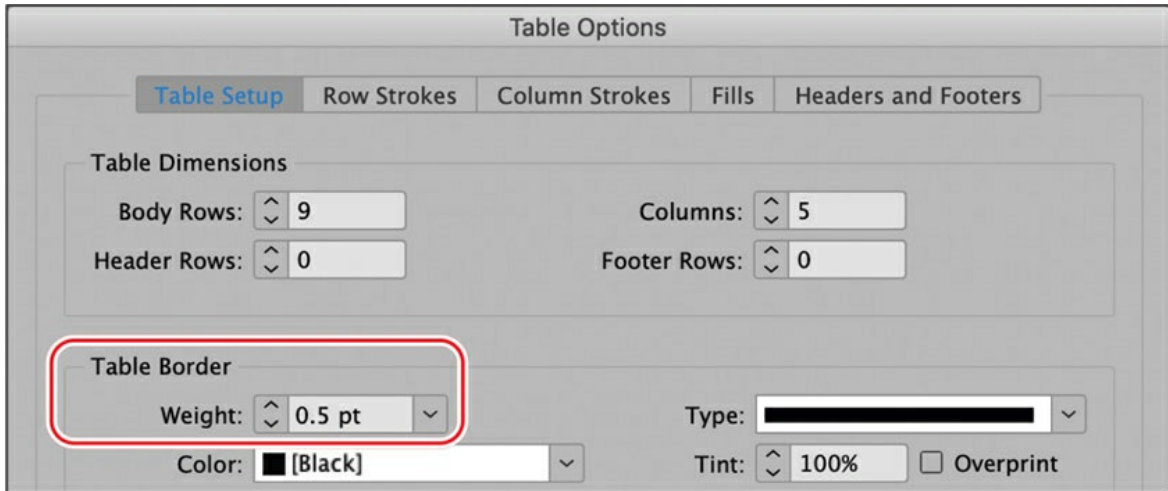 Table Options
Table Setup Row Strokes Column Strokes Fills Headers and Footers
Table Dimensions
Body Rows: 9 Columns: 5
Header Rows: 0 Footer Rows: 0
Table Border
Weight: 0.5 pt Type:
Color: [Black] Tint: 100% Overprint